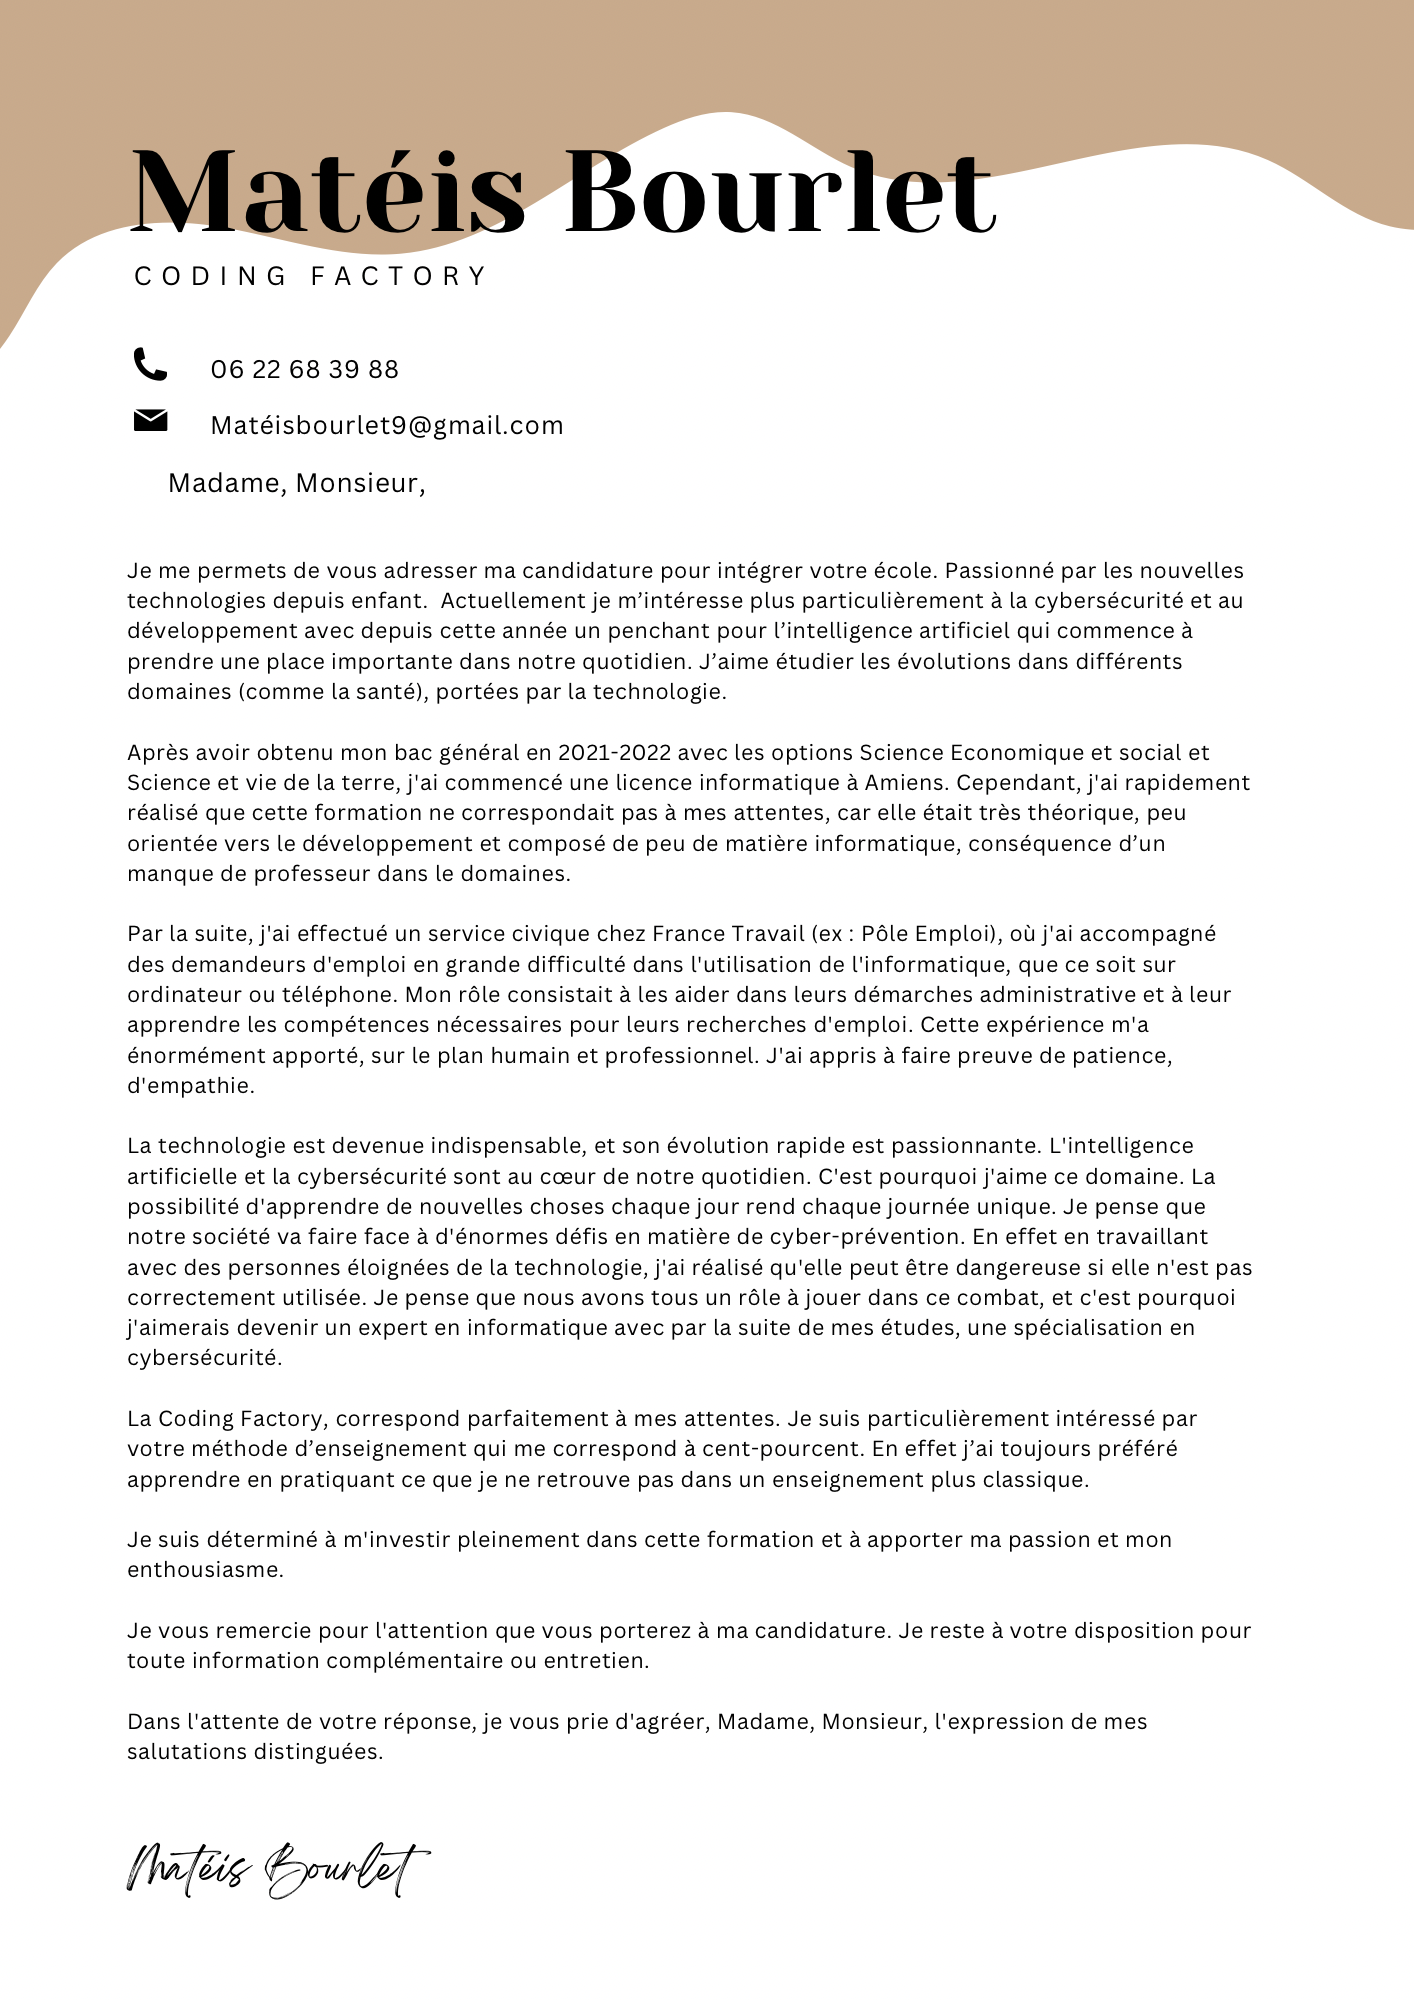 Matéis Bourlet
CODING FACTORY
06 22 68 39 88
Matéisbourlet9@gmail.com
Madame, Monsieur,
Je me permets de vous adresser ma candidature pour intégrer votre école. Passionné par les nouvelles
technologies depuis enfant.  Actuellement je m’intéresse plus particulièrement à la cybersécurité et au
développement avec depuis cette année un penchant pour l’intelligence artificiel qui commence à
prendre une place importante dans notre quotidien. J’aime étudier les évolutions dans différents
domaines (comme la santé), portées par la technologie.
Après avoir obtenu mon bac général en 2021-2022 avec les options Science Economique et social et
Science et vie de la terre, j'ai commencé une licence informatique à Amiens. Cependant, j'ai rapidement
réalisé que cette formation ne correspondait pas à mes attentes, car elle était très théorique, peu
orientée vers le développement et composé de peu de matière informatique, conséquence d’un
manque de professeur dans le domaines.
Par la suite, j'ai effectué un service civique chez France Travail (ex : Pôle Emploi), où j'ai accompagné
des demandeurs d'emploi en grande difficulté dans l'utilisation de l'informatique, que ce soit sur
ordinateur ou téléphone. Mon rôle consistait à les aider dans leurs démarches administrative et à leur
apprendre les compétences nécessaires pour leurs recherches d'emploi. Cette expérience m'a
énormément apporté, sur le plan humain et professionnel. J'ai appris à faire preuve de patience,
d'empathie.
La technologie est devenue indispensable, et son évolution rapide est passionnante. L'intelligence
artificielle et la cybersécurité sont au cœur de notre quotidien. C'est pourquoi j'aime ce domaine. La
possibilité d'apprendre de nouvelles choses chaque jour rend chaque journée unique. Je pense que
notre société va faire face à d'énormes défis en matière de cyber-prévention. En effet en travaillant
avec des personnes éloignées de la technologie, j'ai réalisé qu'elle peut être dangereuse si elle n'est pas
correctement utilisée. Je pense que nous avons tous un rôle à jouer dans ce combat, et c'est pourquoi
j'aimerais devenir un expert en informatique avec par la suite de mes études, une spécialisation en
cybersécurité.
La Coding Factory, correspond parfaitement à mes attentes. Je suis particulièrement intéressé par
votre méthode d’enseignement qui me correspond à cent-pourcent. En effet j’ai toujours préféré
apprendre en pratiquant ce que je ne retrouve pas dans un enseignement plus classique.
Je suis déterminé à m'investir pleinement dans cette formation et à apporter ma passion et mon
enthousiasme.
Je vous remercie pour l'attention que vous porterez à ma candidature. Je reste à votre disposition pour
toute information complémentaire ou entretien.
Dans l'attente de votre réponse, je vous prie d'agréer, Madame, Monsieur, l'expression de mes
salutations distinguées.
Matéis Bourlet